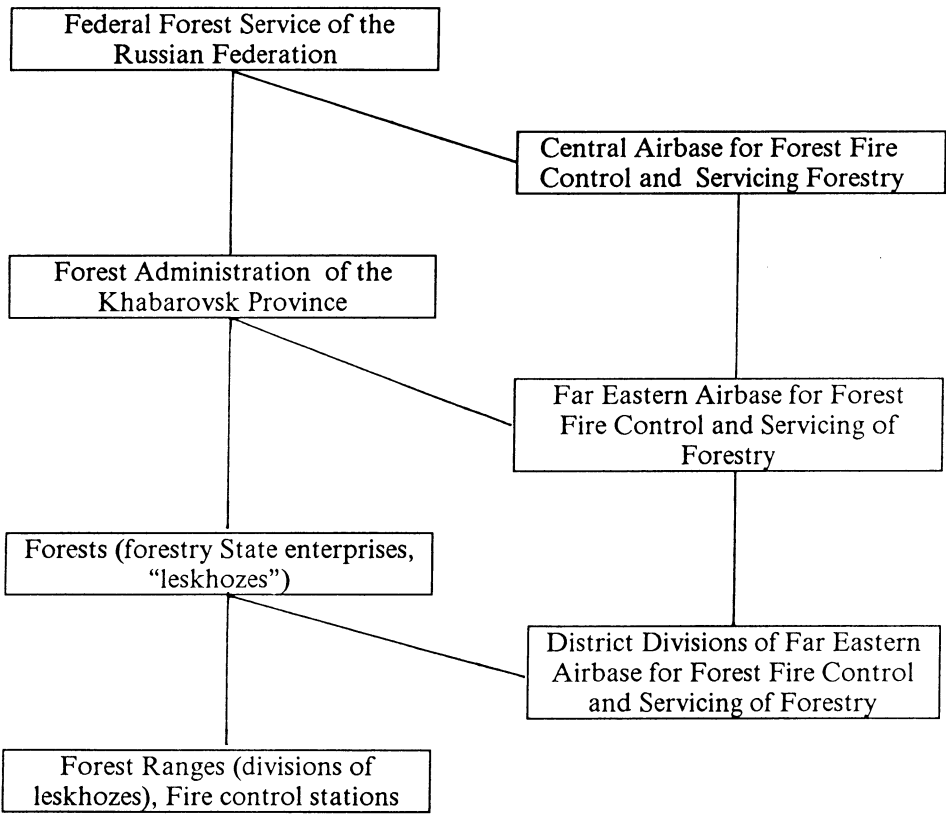 Federal Forest Service of the
Russian Federation
Central Airbase for Forest Fire
Control and Servicing Forestry
Forest Administration of the
Khabarovsk Province
Far Eastern Airbase for Forest
Fire Control and Servicing of
Forestry
Forests (forestry State enterprises,
“leskhozes”)
District Divisions of Far Eastern
Airbase for Forest Fire Control
and Servicing of Forestry
Forest Ranges (divisions of
leskhozes), Fire control stations